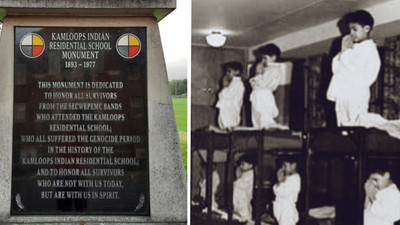 KAMLOOPS INDIAN
RESIDENTIAL SCHOOL
MONUMENT
1893 - 1977
THIS MONUMENT IS DEDICATED
TO HONOR ALL SURVIVORS
FROM THE SECWEPEMC BANDS
WHO ATTENDED THE KAMLOOPS
RESIDENTIAL SCHOOL;
WHO ALL SUFFERED THE GENOCIDE PERIOD
IN THE HISTORY OF THE
KAMLOOPS INDIAN RESIDENTIAL SCHOOL,
AND TO HONOR ALL SURVIVORS
WHO ARE NOT WITH US TODAY,
BUT ARE WITH US IN SPIRIT.